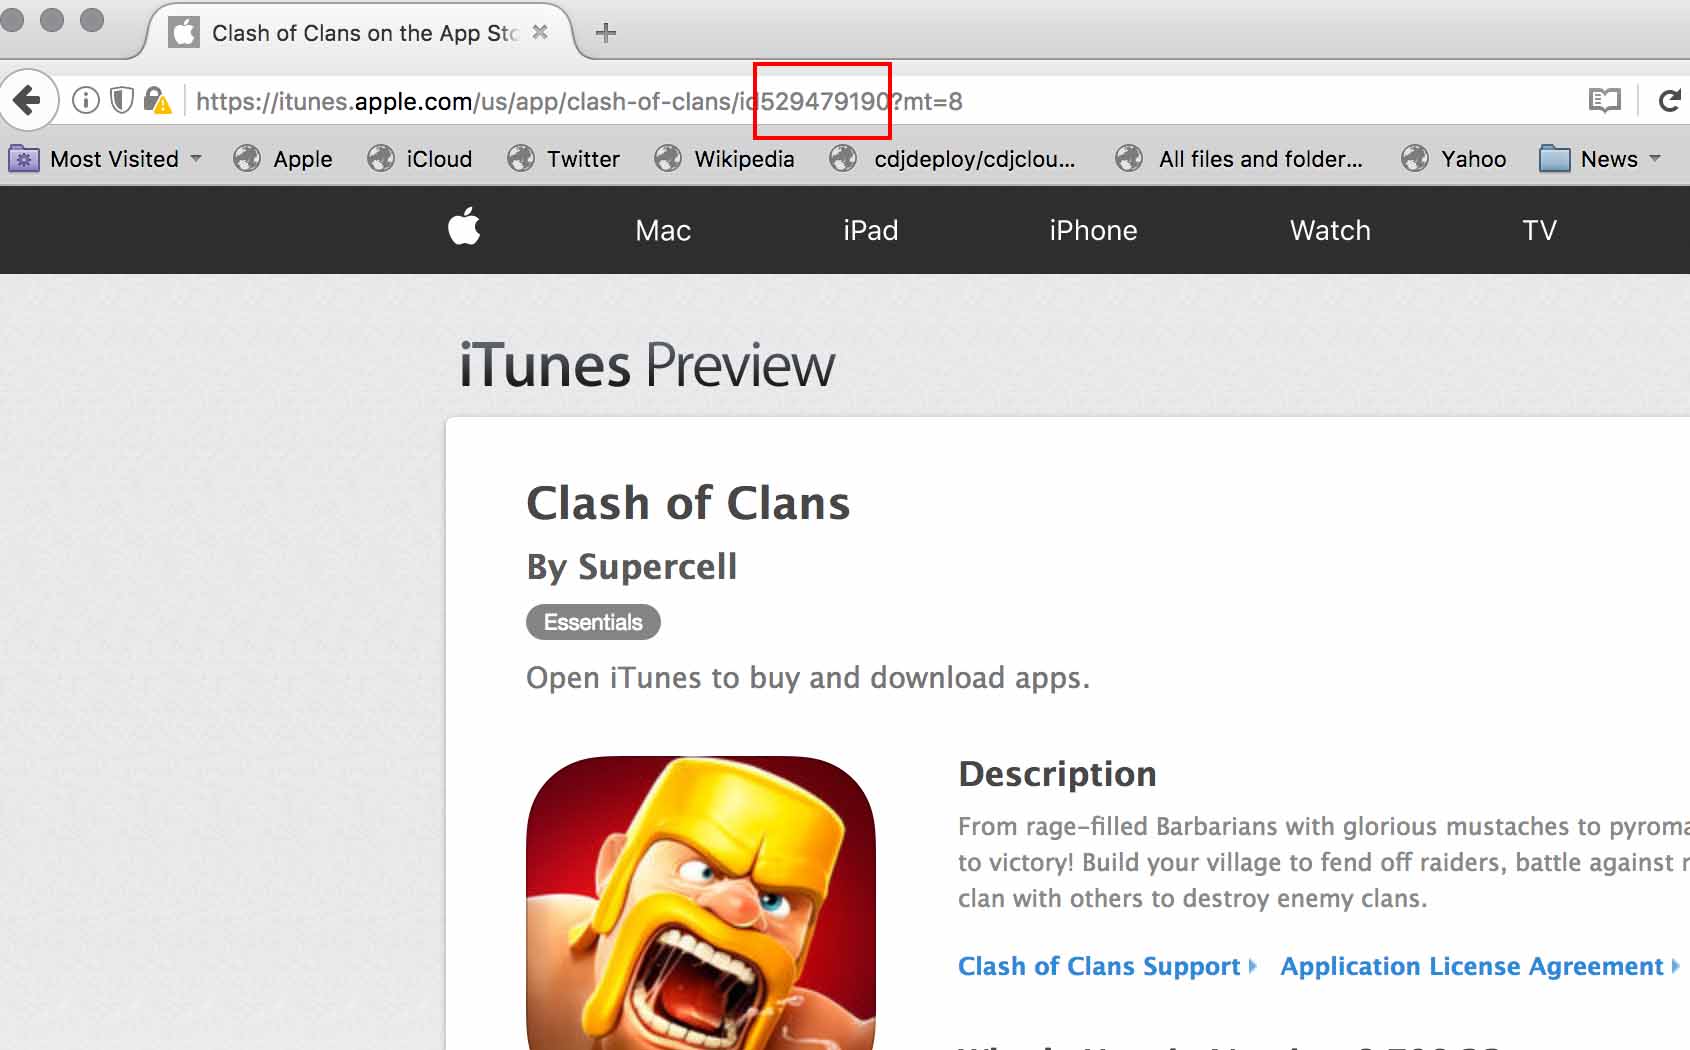 Clash of Clans on the App Sto
https://itunes.apple.com/us/app/clash-of-clans/id529479190?mt=8
Most Visited Apple iCloud Twitter Wikipedia cdjdeploy/cdjclou... All files and folder... Yahoo News
Mac iPad iPhone Watch TV
iTunes Preview
Clash of Clans
By Supercell
Essentials
Open iTunes to buy and download apps.
Description
From rage-filled Barbarians with glorious mustaches to pyroma
to victory! Build your village to fend off raiders, battle against r
clan with others to destroy enemy clans.
Clash of Clans Support Application License Agreement